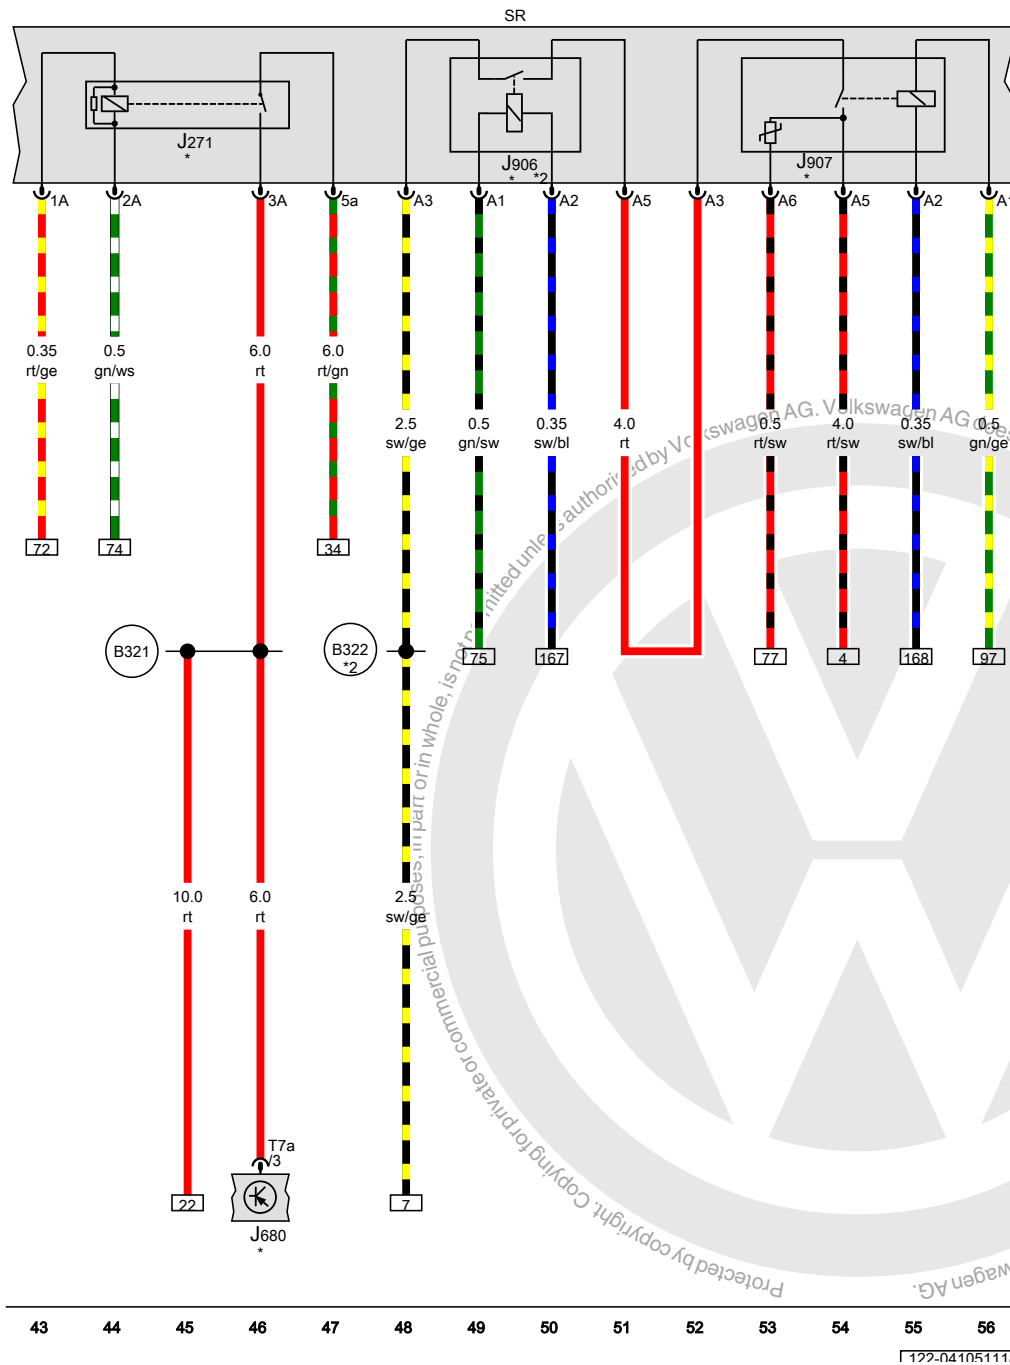 SR
J271
*
J906
* *2
J907
*
1A 2A 3A 5a A3 A1 A2 A5 A3 A6 A5 A2 A1
0.35 0.5 6.0 6.0
rt/ge gn/ws rt rt/gn
2.5 0.5 0.35 4.0 0.5 4.0 0.35 0.5
sw/ge gn/sw sw/bl rt rt/sw rt/sw sw/bl gn/ge
72 74 34
B321 B322
*2
75 167 77 4 168 97
10.0 6.0 2.5
rt rt sw/ge
T7a
/3
22 7
J680
*
Protected by copyright. Copying for private or commercial purposes, in part or in whole, is not permitted unless authorised by Volkswagen AG. Volkswagen AG does
wagen AG.
43 44 45 46 47 48 49 50 51 52 53 54 55 56
122-04105111